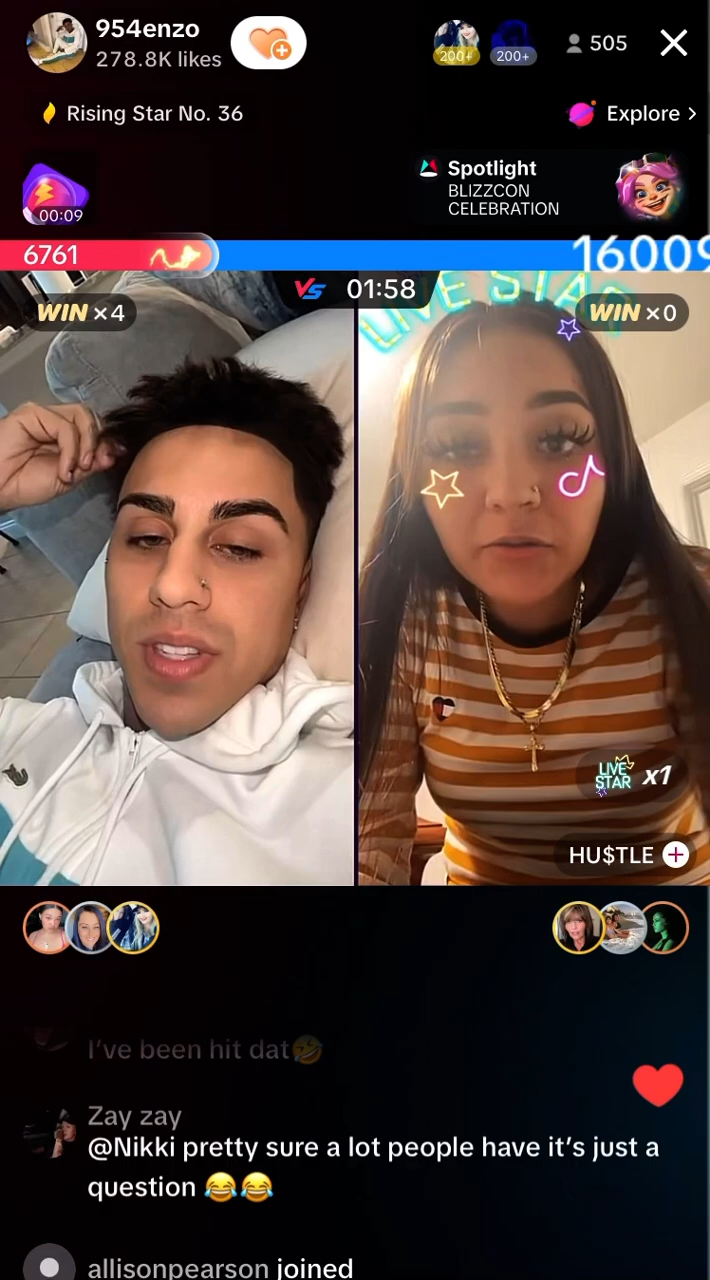 954enzo
278.8K likes
200+
200+
505
Rising Star No. 36
Explore >
00:09
Spotlight
BLIZZCON
CELEBRATION
6761
16009
VS 01:58
LIVE STAR
WIN ×4
WIN ×0
LIVE
STAR x1
HU$TLE
I’ve been hit dat🤣
Zay zay
@Nikki pretty sure a lot people have it’s just a
question 😂😂
allisonpearson joined